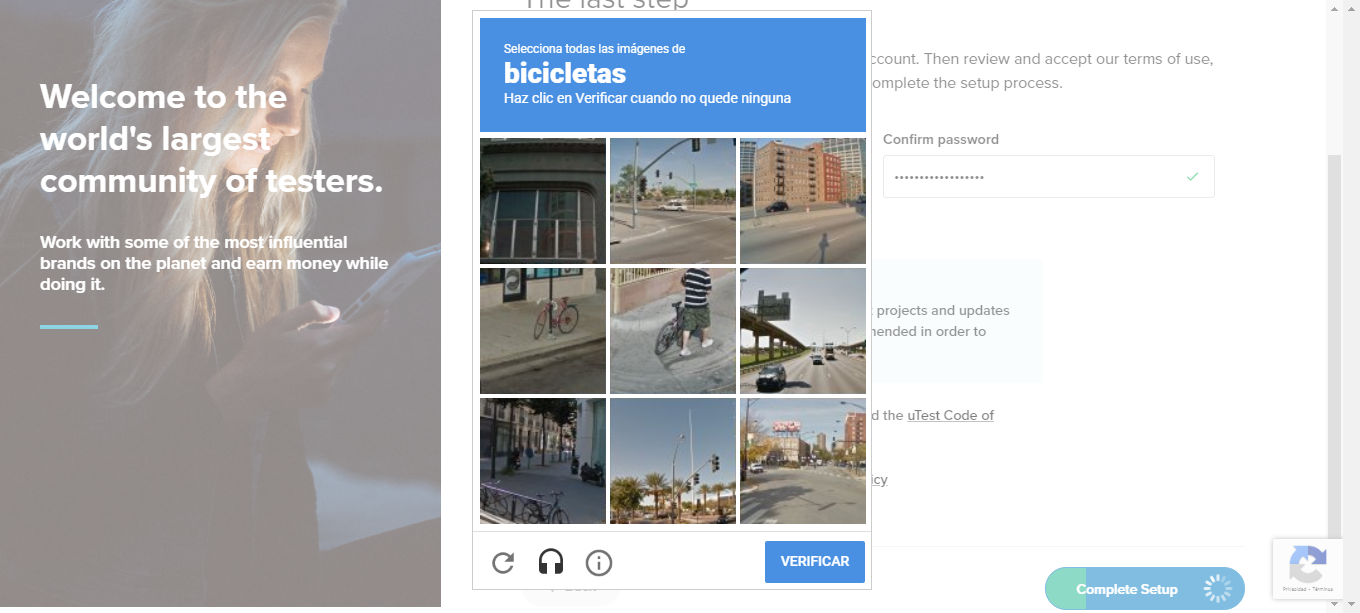 The last step
Welcome to the
world's largest
community of testers.
Work with some of the most influential
brands on the planet and earn money while
doing it.
Selecciona todas las imágenes de
bicicletas
Haz clic en Verificar cuando no quede ninguna
VERIFICAR
ccount. Then review and accept our terms of use,
omplete the setup process.
Confirm password
projects and updates
mended in order to
d the uTest Code of
icy
Complete Setup
Privacidad - Términos